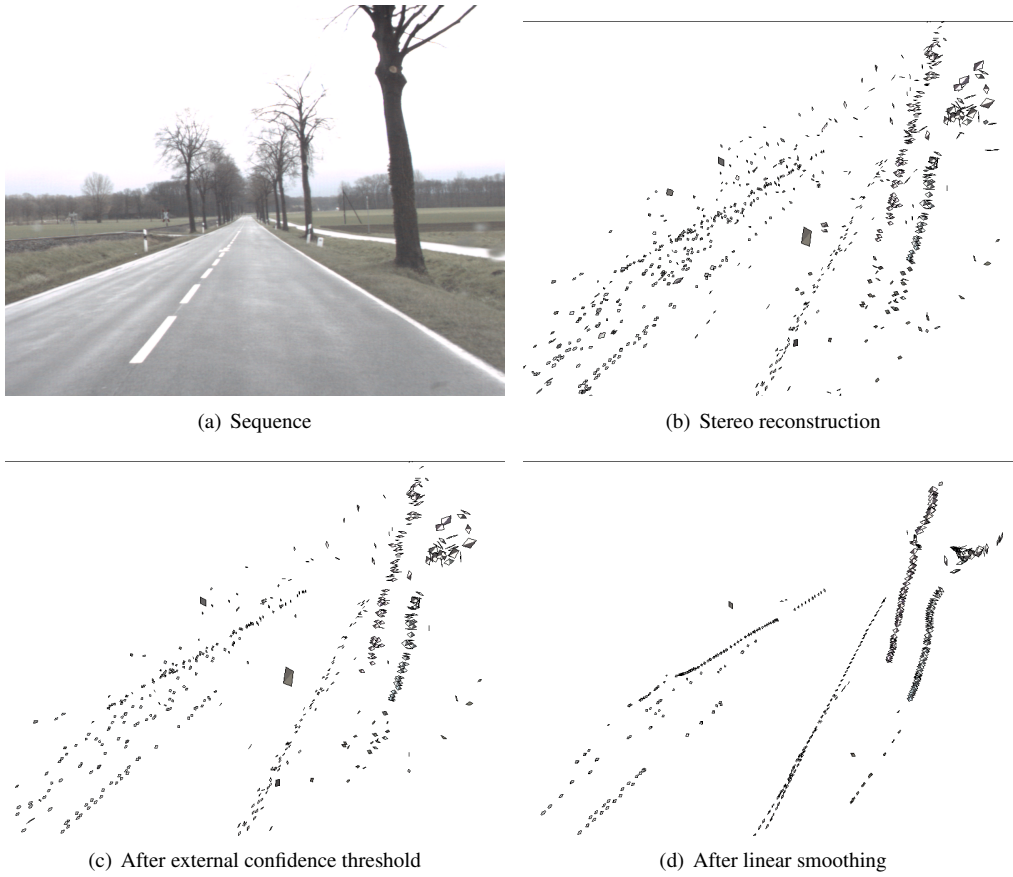 (a) Sequence
(b) Stereo reconstruction
(c) After external confidence threshold
(d) After linear smoothing